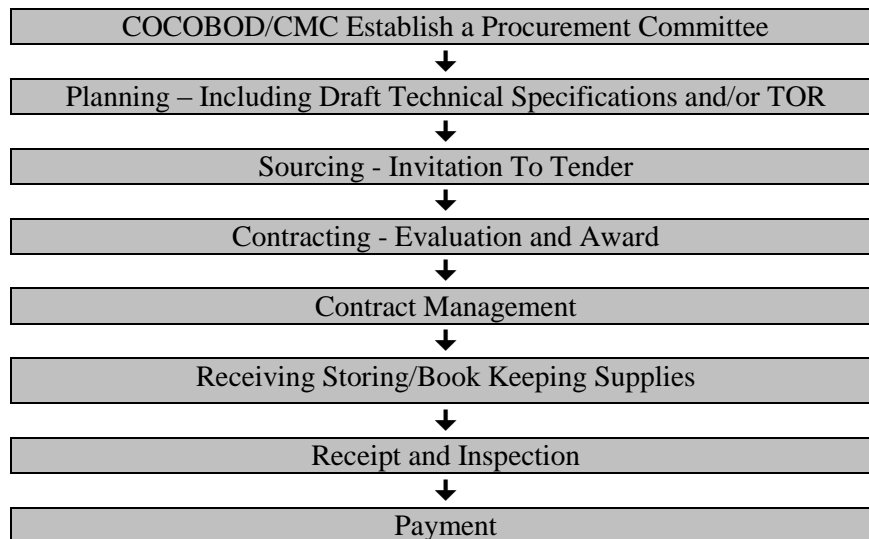 COCOBOD/CMC Establish a Procurement Committee
Planning – Including Draft Technical Specifications and/or TOR
Sourcing - Invitation To Tender
Contracting - Evaluation and Award
Contract Management
Receiving Storing/Book Keeping Supplies
Receipt and Inspection
Payment